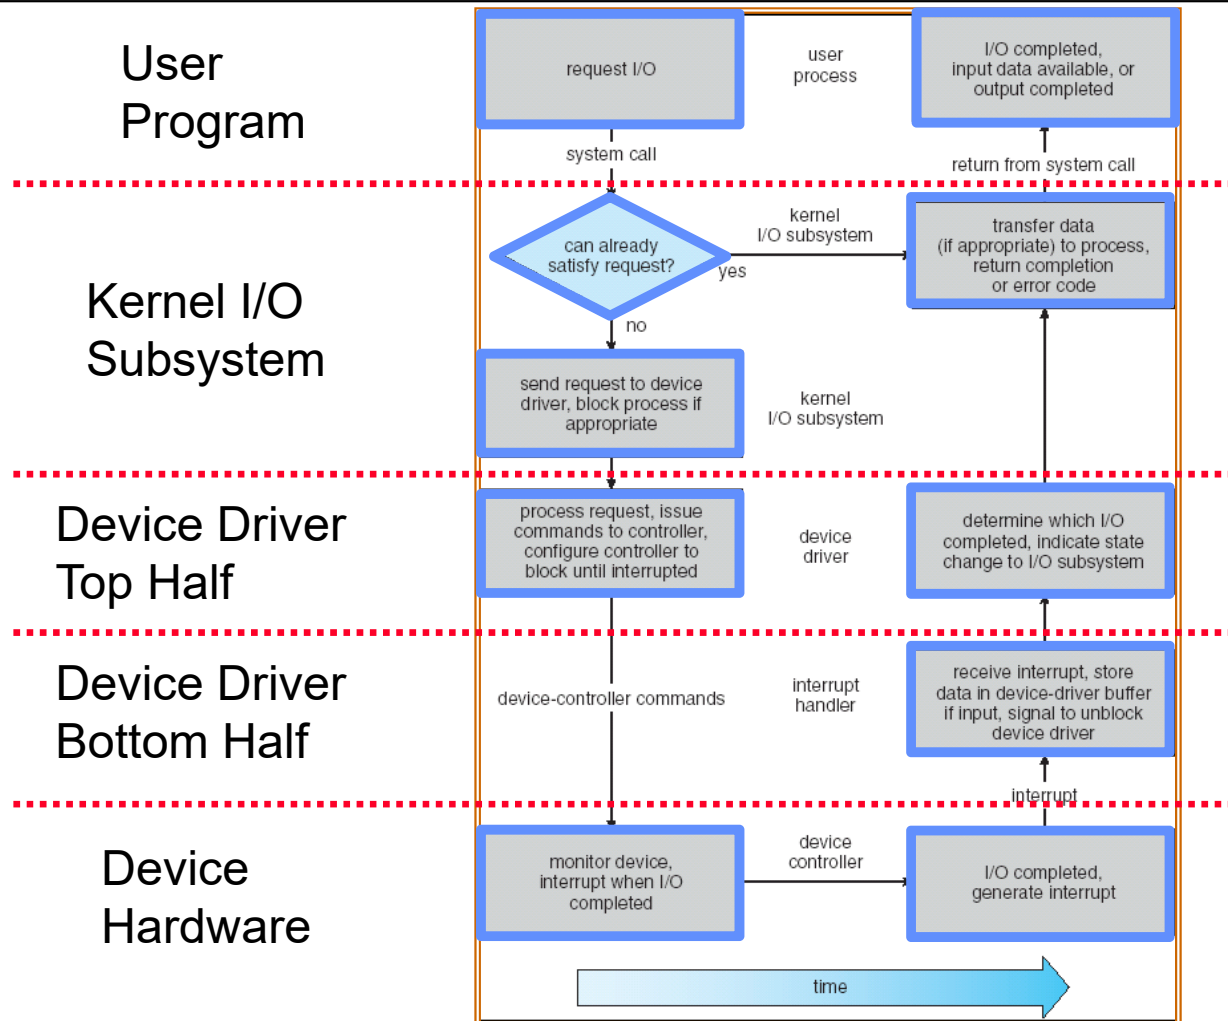 User
Program
request I/O
user
process
I/O completed,
input data available, or
output completed
system call
return from system call
Kernel I/O
Subsystem
can already
satisfy request?
kernel
I/O subsystem
yes
transfer data
(if appropriate) to process,
return completion
or error code
no
send request to device
driver, block process if
appropriate
kernel
I/O subsystem
Device Driver
Top Half
process request, issue
commands to controller,
configure controller to
block until interrupted
device
driver
determine which I/O
completed, indicate state
change to I/O subsystem
Device Driver
Bottom Half
device-controller commands
interrupt
handler
receive interrupt, store
data in device-driver buffer
if input, signal to unblock
device driver
interrupt
Device
Hardware
monitor device,
interrupt when I/O
completed
device
controller
I/O completed,
generate interrupt
time